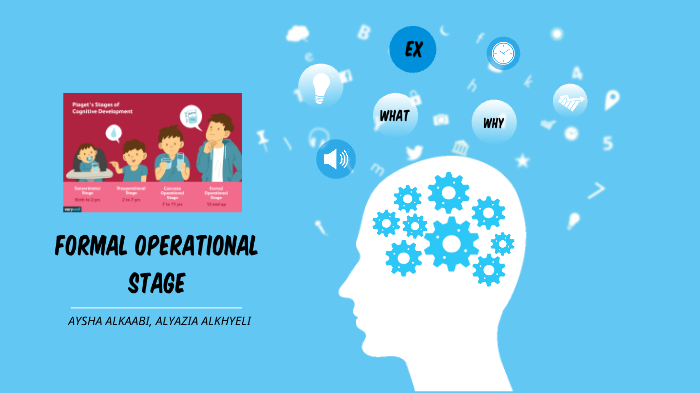 EX
WHAT
WHY
Piaget's Stages of
Cognitive Development
Sensorimotor
Stage
Birth to 2 yrs
Preoperational
Stage
2 to 7 yrs
Concrete
Operational
Stage
7 to 11 yrs
Formal
Operational
Stage
12 and up
verywell
FORMAL OPERATIONAL
STAGE
AYSHA ALKAABI, ALYAZIA ALKHYELI